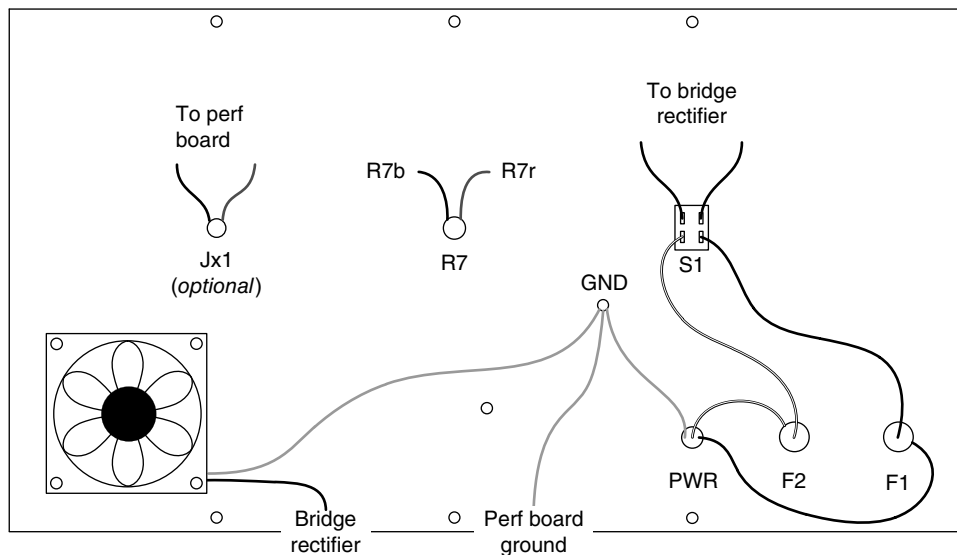 To perf
board
To bridge
rectifier
R7b
R7r
Jx1
(optional)
R7
S1
GND
PWR
F2
F1
Bridge
rectifier
Perf board
ground